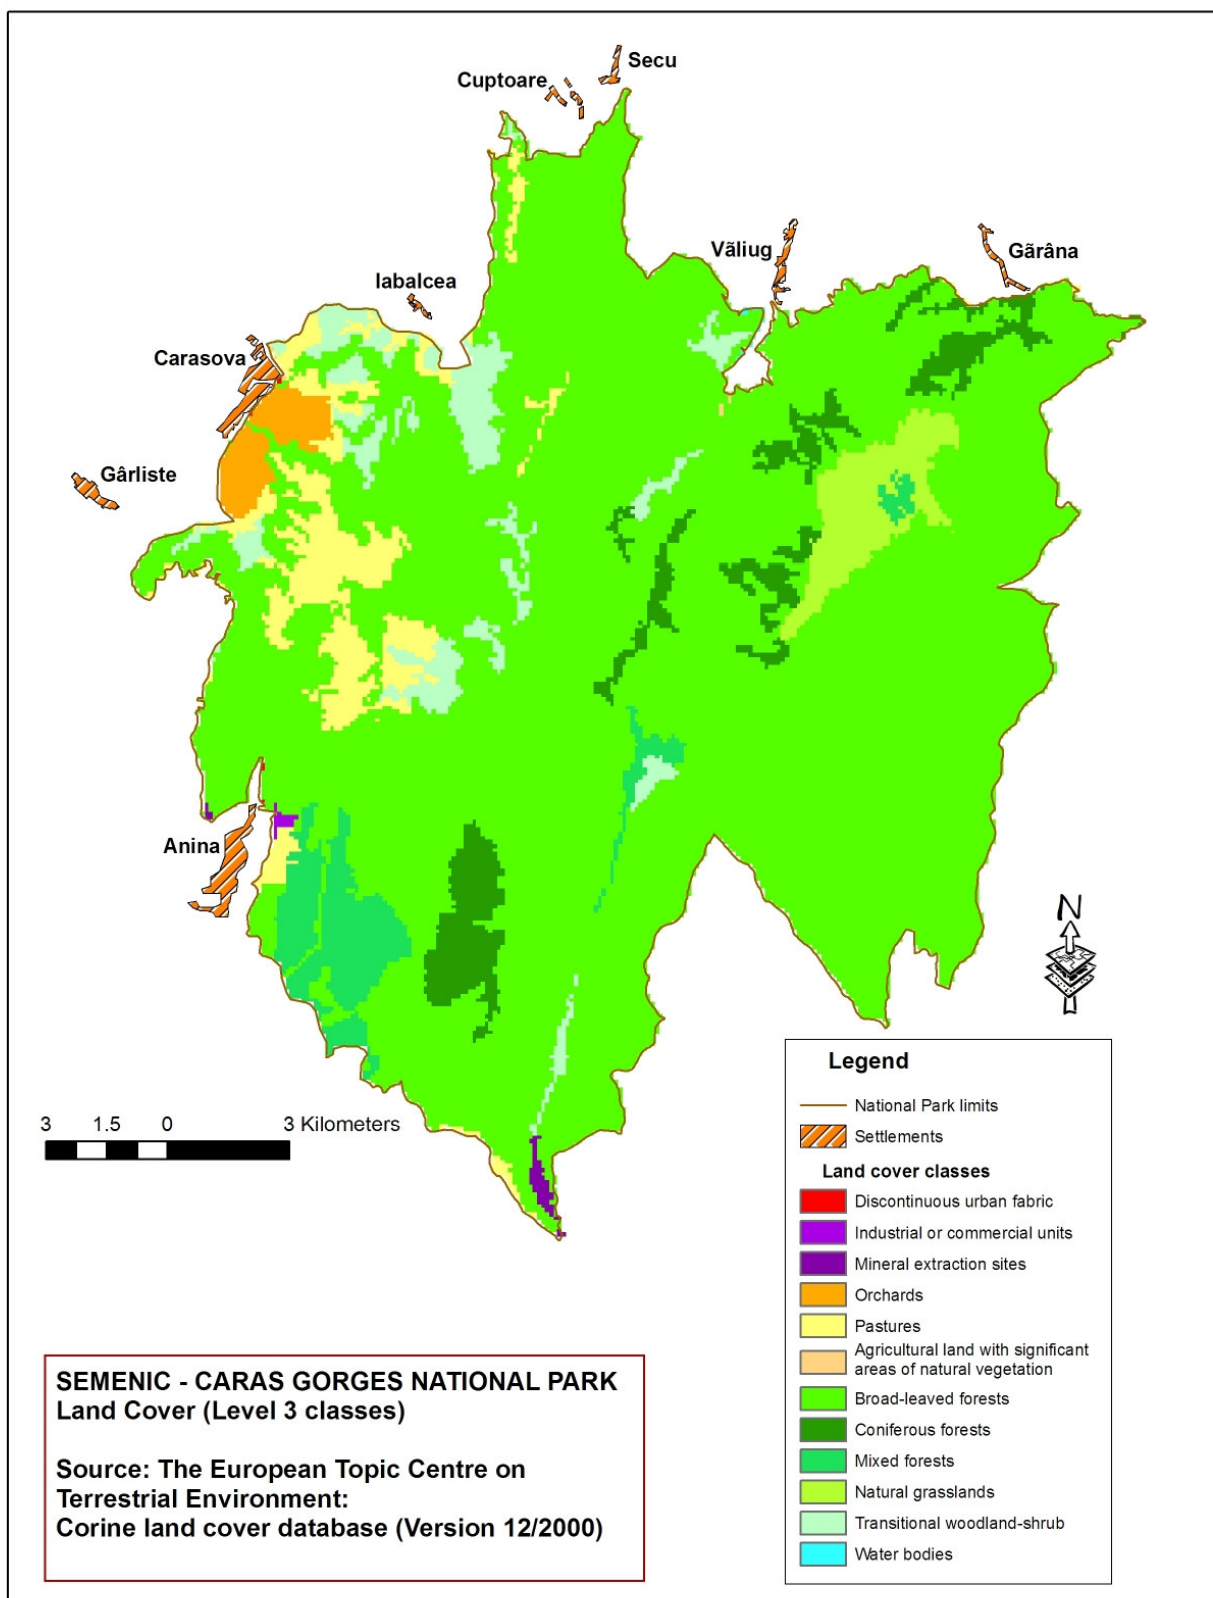 Secu
Cuptoare
Văliug
Gărâna
Iabalcea
Carasova
Gârliste
Anina
N
3 1.5 0 3 Kilometers
Legend
National Park limits
Settlements
Land cover classes
Discontinuous urban fabric
Industrial or commercial units
Mineral extraction sites
Orchards
Pastures
Agricultural land with significant
areas of natural vegetation
Broad-leaved forests
Coniferous forests
Mixed forests
Natural grasslands
Transitional woodland-shrub
Water bodies
SEMENIC - CARAS GORGES NATIONAL PARK
Land Cover (Level 3 classes)
Source: The European Topic Centre on
Terrestrial Environment:
Corine land cover database (Version 12/2000)